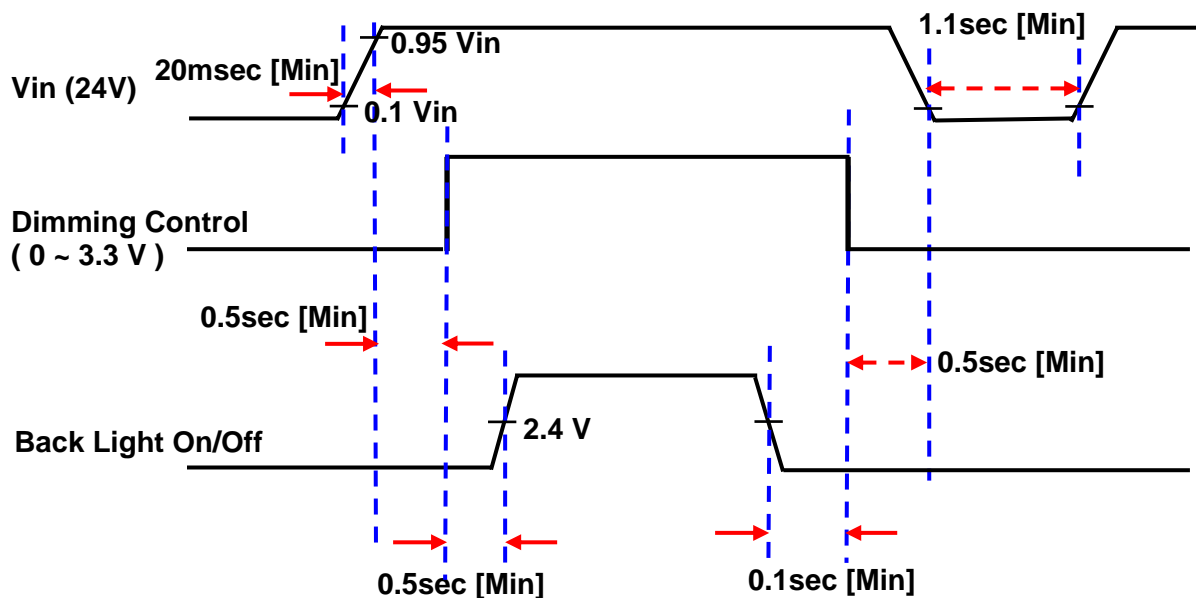 1.1sec [Min]
0.95 Vin
20msec [Min]
Vin (24V)
0.1 Vin
Dimming Control
( 0 ~ 3.3 V )
0.5sec [Min]
0.5sec [Min]
2.4 V
Back Light On/Off
0.5sec [Min]
0.1sec [Min]